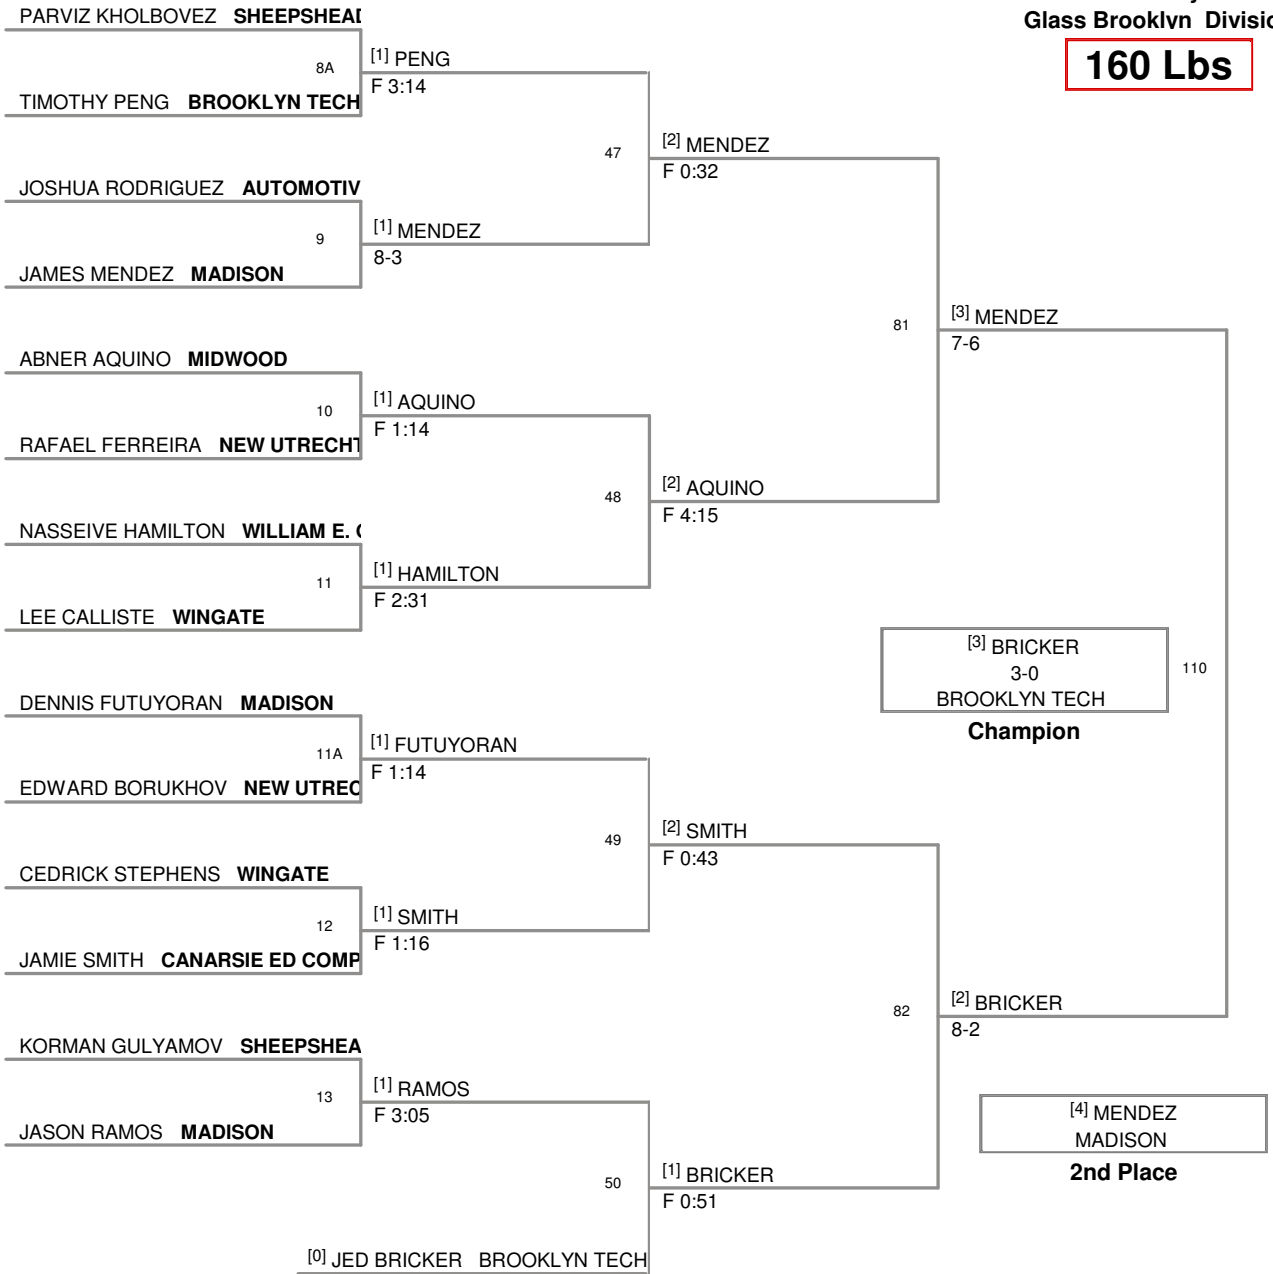 Glass Brooklyn Divisio
160 Lbs
PARVIZ KHOLBOVEZ SHEEPSHEAD
8A
[1] PENG
F 3:14
TIMOTHY PENG BROOKLYN TECH
47
[2] MENDEZ
F 0:32
JOSHUA RODRIGUEZ AUTOMOTIV
9
[1] MENDEZ
8-3
JAMES MENDEZ MADISON
81
[3] MENDEZ
7-6
ABNER AQUINO MIDWOOD
10
[1] AQUINO
F 1:14
RAFAEL FERREIRA NEW UTRECHT
48
[2] AQUINO
F 4:15
NASSEIVE HAMILTON WILLIAM E.
11
[1] HAMILTON
F 2:31
LEE CALLISTE WINGATE
[3] BRICKER
3-0
BROOKLYN TECH
Champion
110
DENNIS FUTUYORAN MADISON
11A
[1] FUTUYORAN
F 1:14
EDWARD BORUKHOV NEW UTREC
49
[2] SMITH
F 0:43
CEDRICK STEPHENS WINGATE
12
[1] SMITH
F 1:16
JAMIE SMITH CANARSIE ED COMP
82
[2] BRICKER
8-2
KORMAN GULYAMOV SHEEPSHEA
13
[1] RAMOS
F 3:05
JASON RAMOS MADISON
50
[1] BRICKER
F 0:51
[0] JED BRICKER BROOKLYN TECH
[4] MENDEZ
MADISON
2nd Place